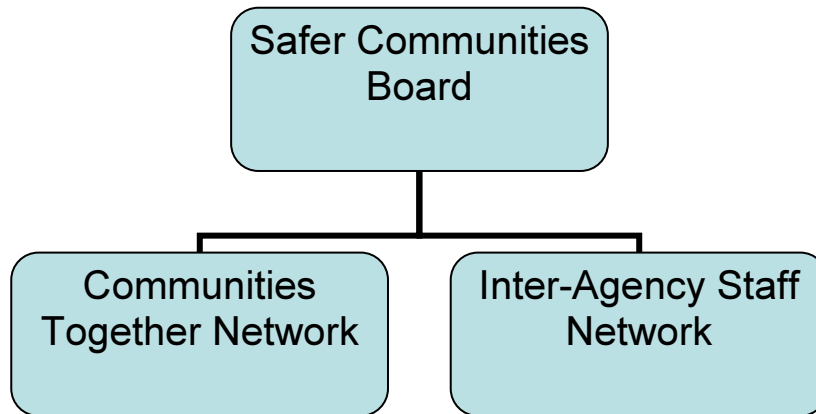 Safer Communities
Board
Communities
Together Network
Inter-Agency Staff
Network